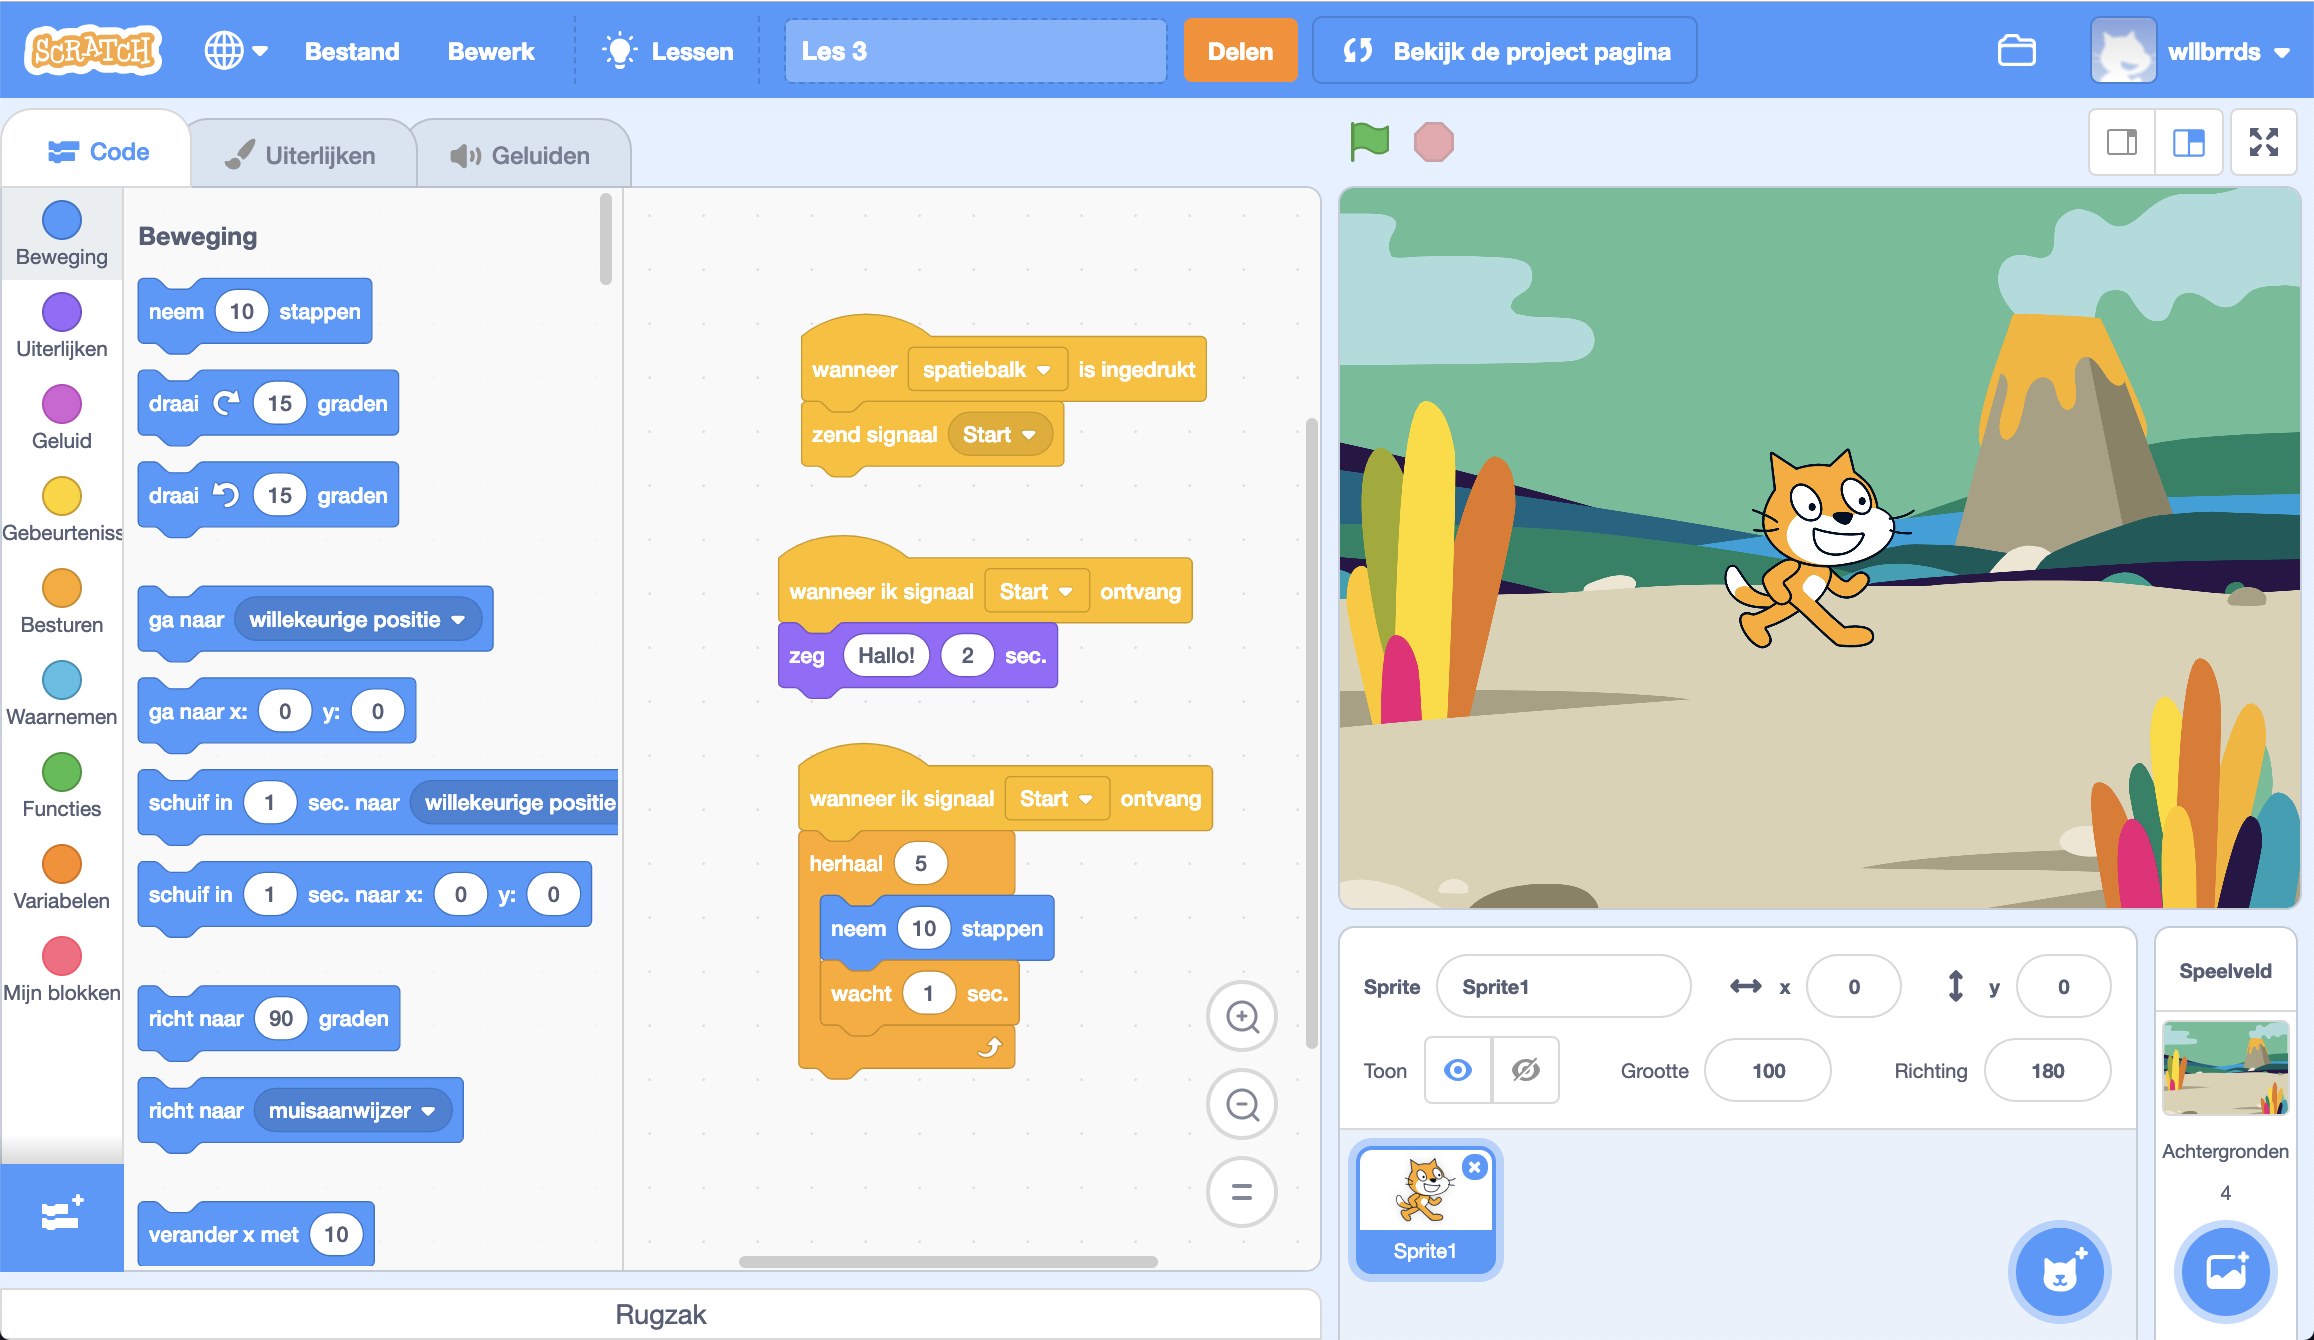 SCRATCH Bestand Bewerk Lessen Les 3 Delen Bekijk de project pagina wllbrrds
Code Uiterlijken Geluiden
Beweging
Uiterlijken
Geluid
Gebeurteniss
Besturen
Waarnemen
Functies
Variabelen
Mijn blokken
Beweging
neem 10 stappen
draai 15 graden
draai 15 graden
ga naar willekeurige positie
ga naar x: 0 y: 0
schuif in 1 sec. naar willekeurige positie
schuif in 1 sec. naar x: 0 y: 0
richt naar 90 graden
richt naar muisaanwijzer
verander x met 10
wanneer spatiebalk is ingedrukt
zend signaal Start
wanneer ik signaal Start ontvang
zeg Hallo! 2 sec.
wanneer ik signaal Start ontvang
herhaal 5
neem 10 stappen
wacht 1 sec.
Sprite Sprite1 x 0 y 0
Toon Grootte 100 Richting 180
Sprite1
Speelveld
Achtergronden
4
Rugzak